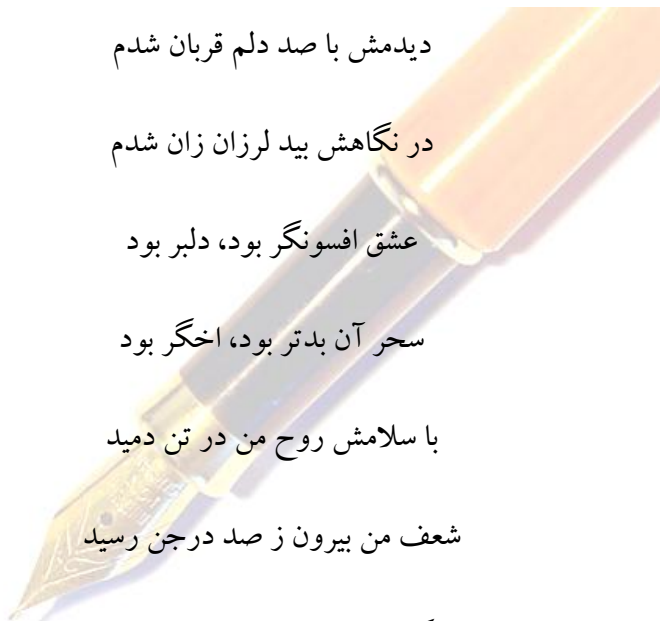 دیدمش با صد دلم قربان شدم
در نگاهش بید لرزان زان شدم
عشق افسونگر بود، دلبر بود
سحر آن بدتر بود، اخگر بود
با سلامش روح من در تن دمید
شعف من بیرون ز صد درجن رسید